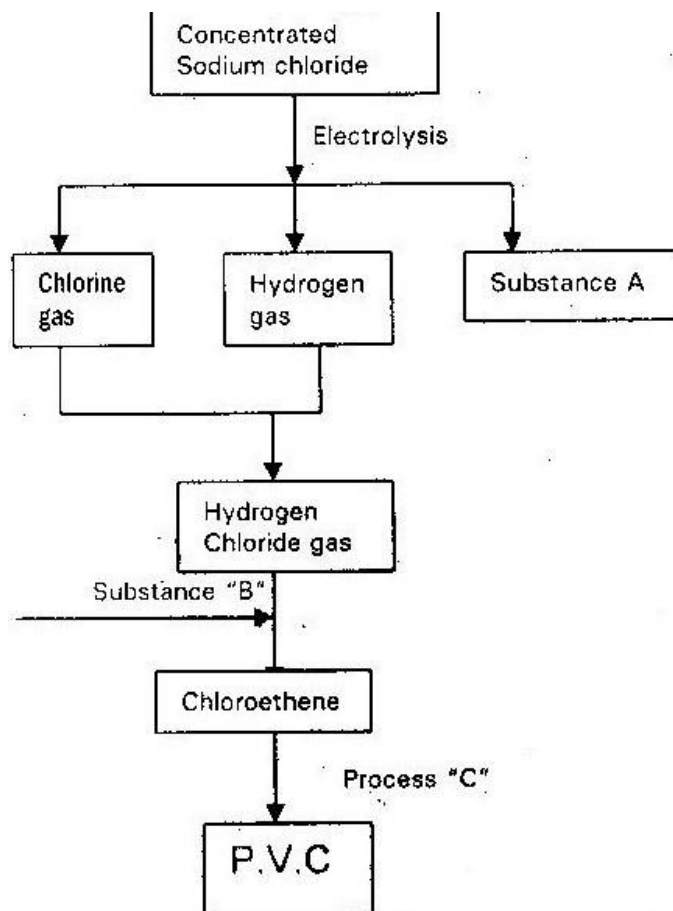 Concentrated
Sodium chloride
Electrolysis
Chlorine
gas
Hydrogen
gas
Substance A
Hydrogen
Chloride gas
Substance "B"
Chloroethene
Process "C"
P.V.C